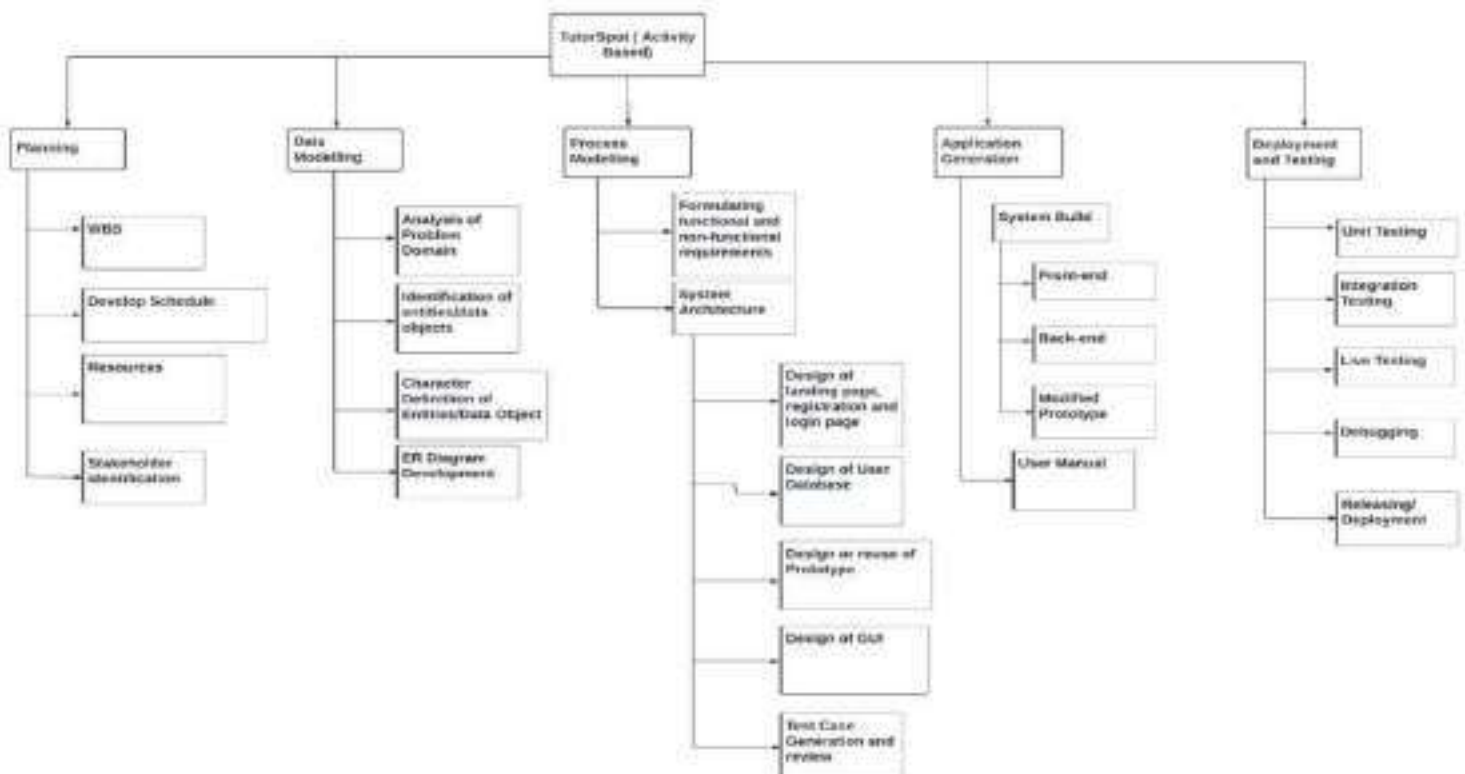 TutorSpot ( Activity
Based)
Planning
Data
Modelling
Process
Modelling
Application
Generation
Deployment
and Testing
WBS
Develop Schedule
Resources
Stakeholder
identification
Analysis of
Problem
Domain
Identification of
entities/data
objects
Character
Definition of
Entities/Data Object
ER Diagram
Development
Formulating
functional and
non-functional
requirements
System
Architecture
Design of
landing page,
registration and
login page
Design of User
Database
Design or reuse of
Prototype
Design of GUI
Test Case
Generation and
review
System Build
Front-end
Back-end
Modified
Prototype
User Manual
Unit Testing
Integration
Testing
Live Testing
Debugging
Releasing/
Deployment